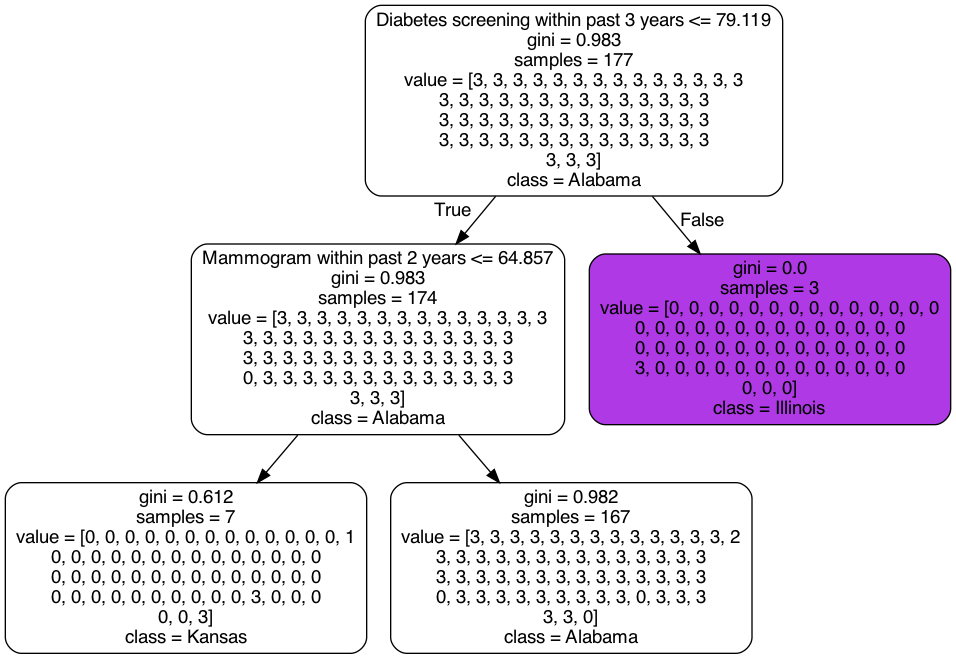 Diabetes screening within past 3 years <= 79.119
gini = 0.983
samples = 177
value = [3, 3, 3, 3, 3, 3, 3, 3, 3, 3, 3, 3, 3, 3
3, 3, 3, 3, 3, 3, 3, 3, 3, 3, 3, 3, 3, 3
3, 3, 3, 3, 3, 3, 3, 3, 3, 3, 3, 3, 3, 3
3, 3, 3, 3, 3, 3, 3, 3, 3, 3, 3, 3, 3, 3
3, 3, 3]
class = Alabama
True
False
Mammogram within past 2 years <= 64.857
gini = 0.983
samples = 174
value = [3, 3, 3, 3, 3, 3, 3, 3, 3, 3, 3, 3, 3, 3
3, 3, 3, 3, 3, 3, 3, 3, 3, 3, 3, 3, 3, 3
3, 3, 3, 3, 3, 3, 3, 3, 3, 3, 3, 3, 3, 3
0, 3, 3, 3, 3, 3, 3, 3, 3, 3, 3, 3, 3, 3
3, 3, 3]
class = Alabama
gini = 0.0
samples = 3
value = [0, 0, 0, 0, 0, 0, 0, 0, 0, 0, 0, 0, 0, 0
0, 0, 0, 0, 0, 0, 0, 0, 0, 0, 0, 0, 0, 0
0, 0, 0, 0, 0, 0, 0, 0, 0, 0, 0, 0, 0, 0
3, 0, 0, 0, 0, 0, 0, 0, 0, 0, 0, 0, 0, 0
0, 0, 0]
class = Illinois
gini = 0.612
samples = 7
value = [0, 0, 0, 0, 0, 0, 0, 0, 0, 0, 0, 0, 0, 1
0, 0, 0, 0, 0, 0, 0, 0, 0, 0, 0, 0, 0, 0
0, 0, 0, 0, 0, 0, 0, 0, 0, 0, 0, 0, 0, 0
0, 0, 0, 0, 0, 0, 0, 0, 0, 0, 3, 0, 0, 0
0, 0, 3]
class = Kansas
gini = 0.982
samples = 167
value = [3, 3, 3, 3, 3, 3, 3, 3, 3, 3, 3, 3, 3, 2
3, 3, 3, 3, 3, 3, 3, 3, 3, 3, 3, 3, 3, 3
3, 3, 3, 3, 3, 3, 3, 3, 3, 3, 3, 3, 3, 3
0, 3, 3, 3, 3, 3, 3, 3, 3, 3, 0, 3, 3, 3
3, 3, 0]
class = Alabama